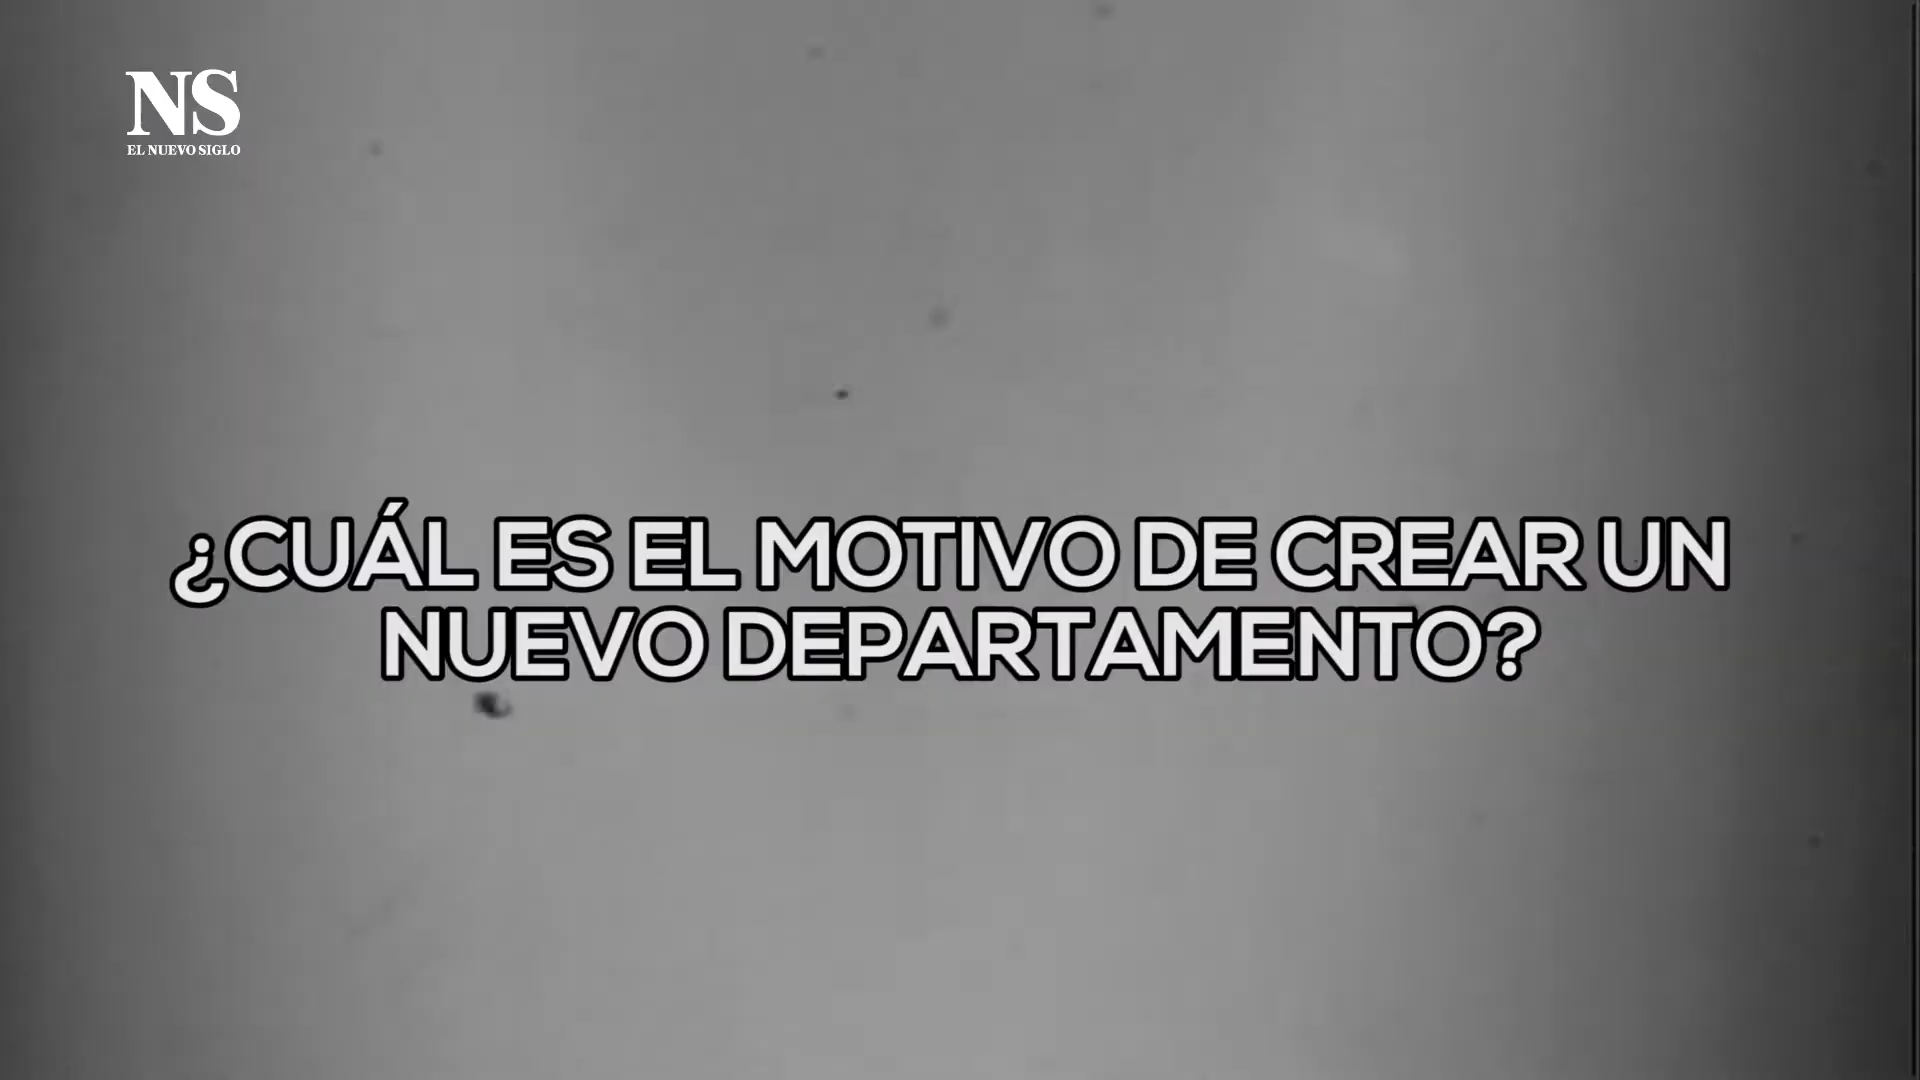 NS
EL NUEVO SIGLO
¿CUÁL ES EL MOTIVO DE CREAR UN
NUEVO DEPARTAMENTO?